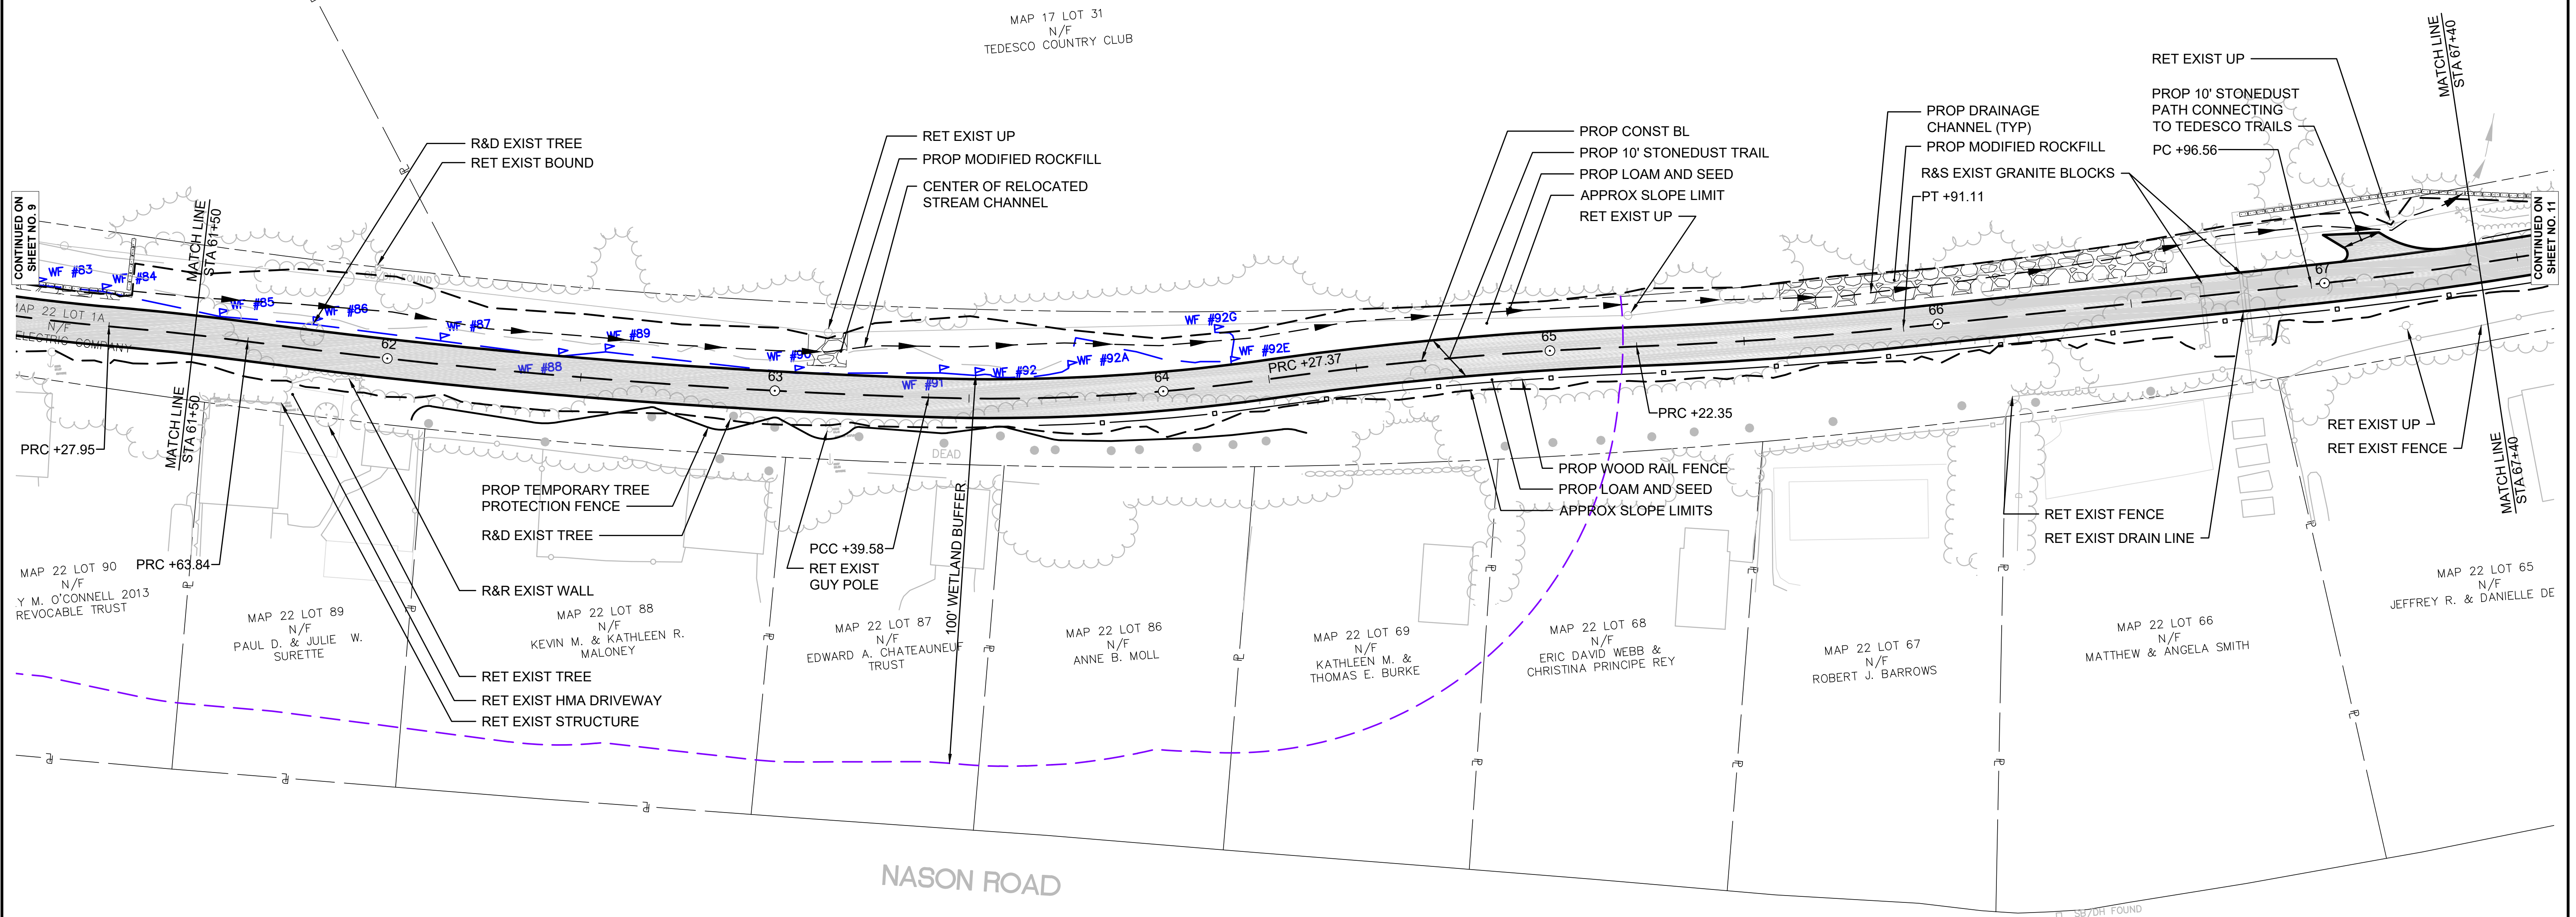 MAP 17 LOT 31
N/F
TEDESCO COUNTRY CLUB
MATCH LINE
STA 67+40
RET EXIST UP
PROP 10' STONEDUST
PATH CONNECTING
TO TEDESCO TRAILS
PC +96.56
PROP DRAINAGE
CHANNEL (TYP)
PROP MODIFIED ROCKFILL
R&S EXIST GRANITE BLOCKS
PT +91.11
PROP CONST BL
PROP 10' STONEDUST TRAIL
PROP LOAM AND SEED
APPROX SLOPE LIMIT
RET EXIST UP
RET EXIST UP
PROP MODIFIED ROCKFILL
CENTER OF RELOCATED
STREAM CHANNEL
R&D EXIST TREE
RET EXIST BOUND
CONTINUED ON
SHEET NO. 9
MATCH LINE
STA 61+50
CONTINUED ON
SHEET NO. 11
WF #83
WF #84
WF #85
WF #86
WF #87
WF #88
WF #89
WF #90
WF #91
WF #92
WF #92A
WF #92E
WF #92G
FOUND
MAP 22 LOT 1A
N/F
ELECTRIC COMPANY
62
63
64
65
66
67
PRC +27.37
PRC +22.35
PRC +27.95
MATCH LINE
STA 61+50
PRC +63.84
DEAD
PROP TEMPORARY TREE
PROTECTION FENCE
R&D EXIST TREE
PCC +39.58
RET EXIST
GUY POLE
100' WETLAND BUFFER
R&R EXIST WALL
RET EXIST TREE
RET EXIST HMA DRIVEWAY
RET EXIST STRUCTURE
PROP WOOD RAIL FENCE
PROP LOAM AND SEED
APPROX SLOPE LIMITS
RET EXIST FENCE
RET EXIST DRAIN LINE
RET EXIST UP
RET EXIST FENCE
MATCH LINE
STA 67+40
MAP 22 LOT 90
N/F
Y M. O'CONNELL 2013
REVOCABLE TRUST
MAP 22 LOT 89
N/F
PAUL D. & JULIE W.
SURETTE
MAP 22 LOT 88
N/F
KEVIN M. & KATHLEEN R.
MALONEY
MAP 22 LOT 87
N/F
EDWARD A. CHATEAUNEUF
TRUST
MAP 22 LOT 86
N/F
ANNE B. MOLL
MAP 22 LOT 69
N/F
KATHLEEN M. &
THOMAS E. BURKE
MAP 22 LOT 68
N/F
ERIC DAVID WEBB &
CHRISTINA PRINCIPE REY
MAP 22 LOT 67
N/F
ROBERT J. BARROWS
MAP 22 LOT 66
N/F
MATTHEW & ANGELA SMITH
MAP 22 LOT 65
N/F
JEFFREY R. & DANIELLE DE
NASON ROAD
SB/DH FOUND